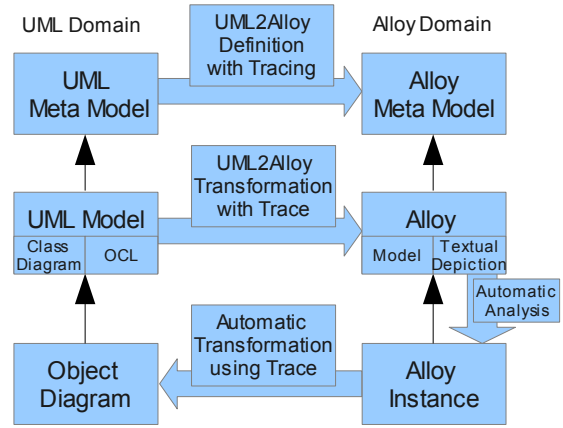 UML Domain
UML2Alloy
Definition
with Tracing
Alloy Domain
UML
Meta Model
Alloy
Meta Model
UML2Alloy
Transformation
with Trace
UML Model
Class
Diagram
OCL
Alloy
Model
Textual
Depiction
Automatic
Analysis
Automatic
Transformation
using Trace
Object
Diagram
Alloy
Instance